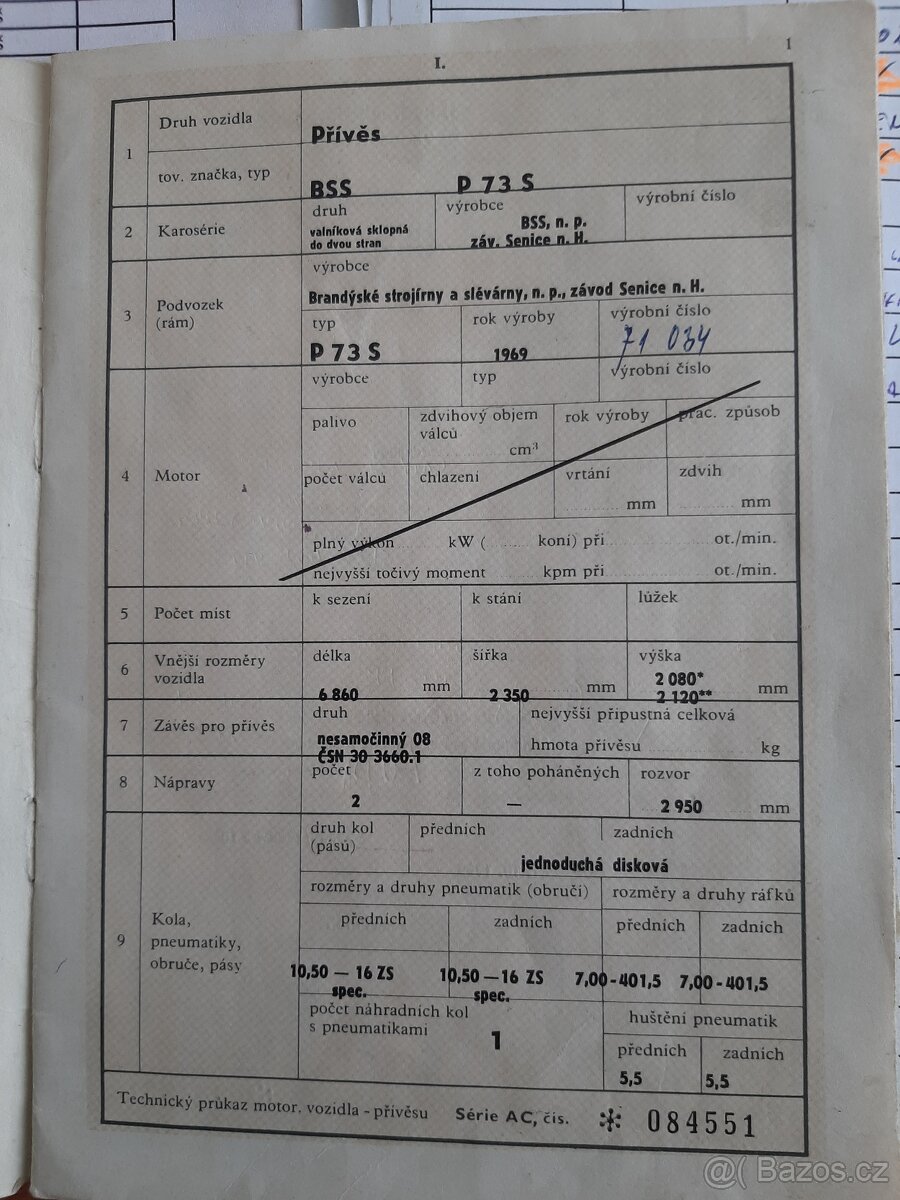 1
I.
1
Druh vozidla
Přívěs
tov. značka, typ
BSS P 73 S
2
Karosérie
druh
valníková sklopná
do dvou stran
výrobce
BSS, n. p.
záv. Senice n. H.
výrobní číslo
3
Podvozek
(rám)
výrobce
Brandýské strojírny a slévárny, n. p., závod Senice n. H.
typ
P 73 S
rok výroby
1969
výrobní číslo
71 034
4
Motor
výrobce
typ
výrobní číslo
palivo
zdvihový objem
válců
cm³
rok výroby
prac. způsob
počet válců
chlazení
vrtání
mm
zdvih
mm
plný výkon kW ( koní) při ot./min.
nejvyšší točivý moment kpm při ot./min.
5
Počet míst
k sezení
k stání
lůžek
6
Vnější rozměry
vozidla
délka
6 860 mm
šířka
2 350 mm
výška
2 080*
2 120** mm
7
Závěs pro přívěs
druh
nesamočinný 08
ČSN 30 3660.1
nejvyšší přípustná celková
hmota přívěsu kg
8
Nápravy
počet
2
z toho poháněných
—
rozvor
2 950 mm
9
Kola,
pneumatiky,
obruče, pásy
druh kol
(pásů)
předních
zadních
jednoduchá disková
rozměry a druhy pneumatik (obručí)
rozměry a druhy ráfků
předních
zadních
předních
zadních
10,50 — 16 ZS
spec.
10,50 — 16 ZS
spec.
7,00-401,5
7,00-401,5
počet náhradních kol
s pneumatikami
1
huštění pneumatik
předních
5,5
zadních
5,5
Technický průkaz motor. vozidla - přívěsu Série AC, čís. 084551
@ Bazos.cz